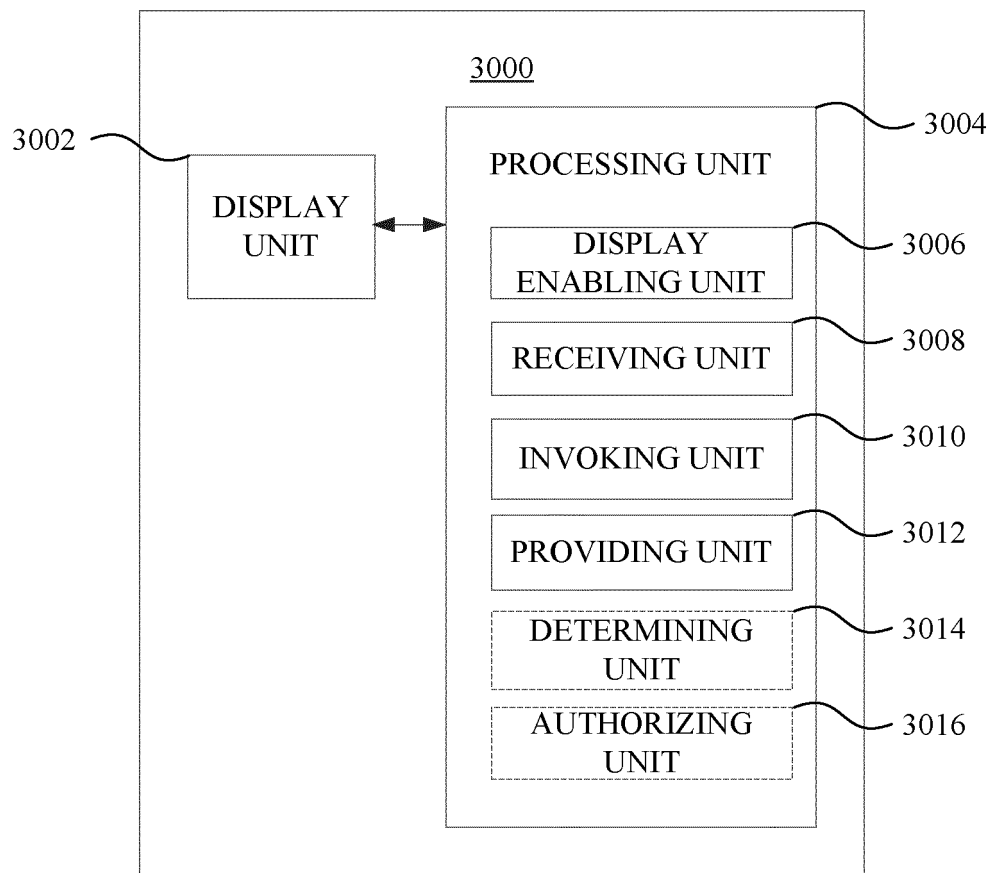 3000
3002
3004
PROCESSING UNIT
DISPLAY
UNIT
DISPLAY
ENABLING UNIT
3006
RECEIVING UNIT
3008
INVOKING UNIT
3010
PROVIDING UNIT
3012
DETERMINING
UNIT
3014
AUTHORIZING
UNIT
3016